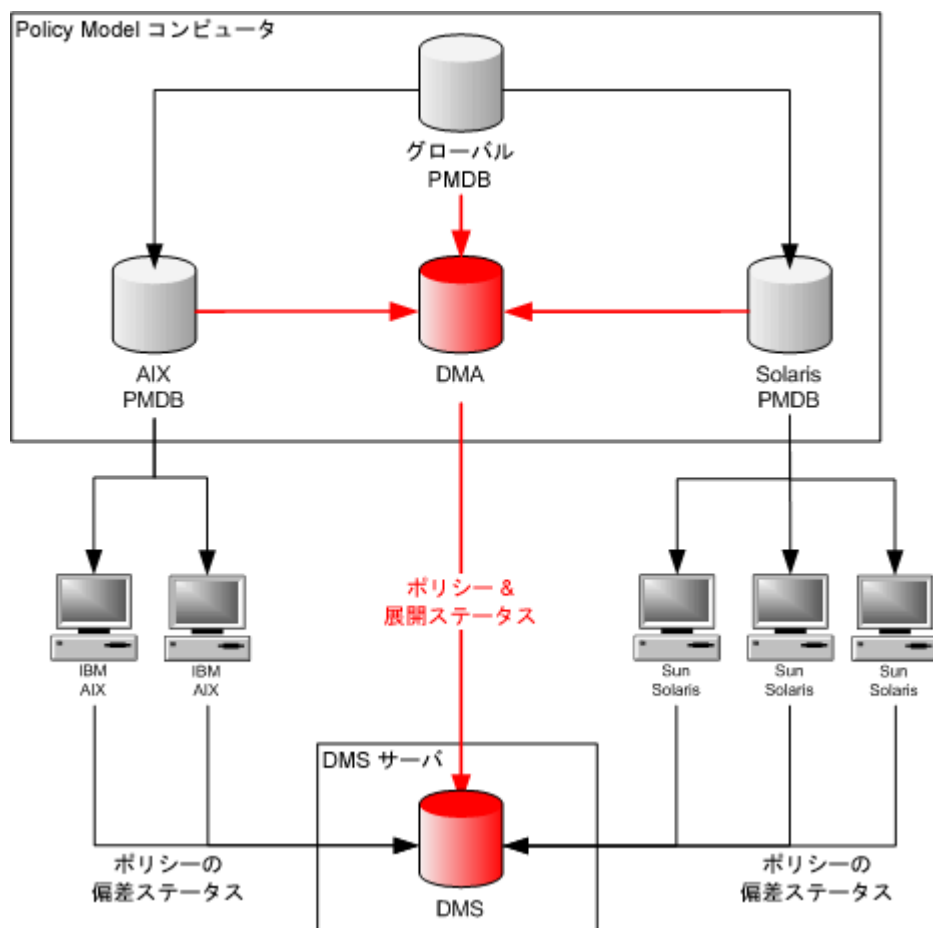 Policy Model コンピュータ
グローバル
PMDB
AIX
PMDB
DMA
Solaris
PMDB
ポリシー &
展開ステータス
IBM
AIX
IBM
AIX
Sun
Solaris
Sun
Solaris
Sun
Solaris
DMS サーバ
ポリシーの
偏差ステータス
DMS
ポリシーの
偏差ステータス